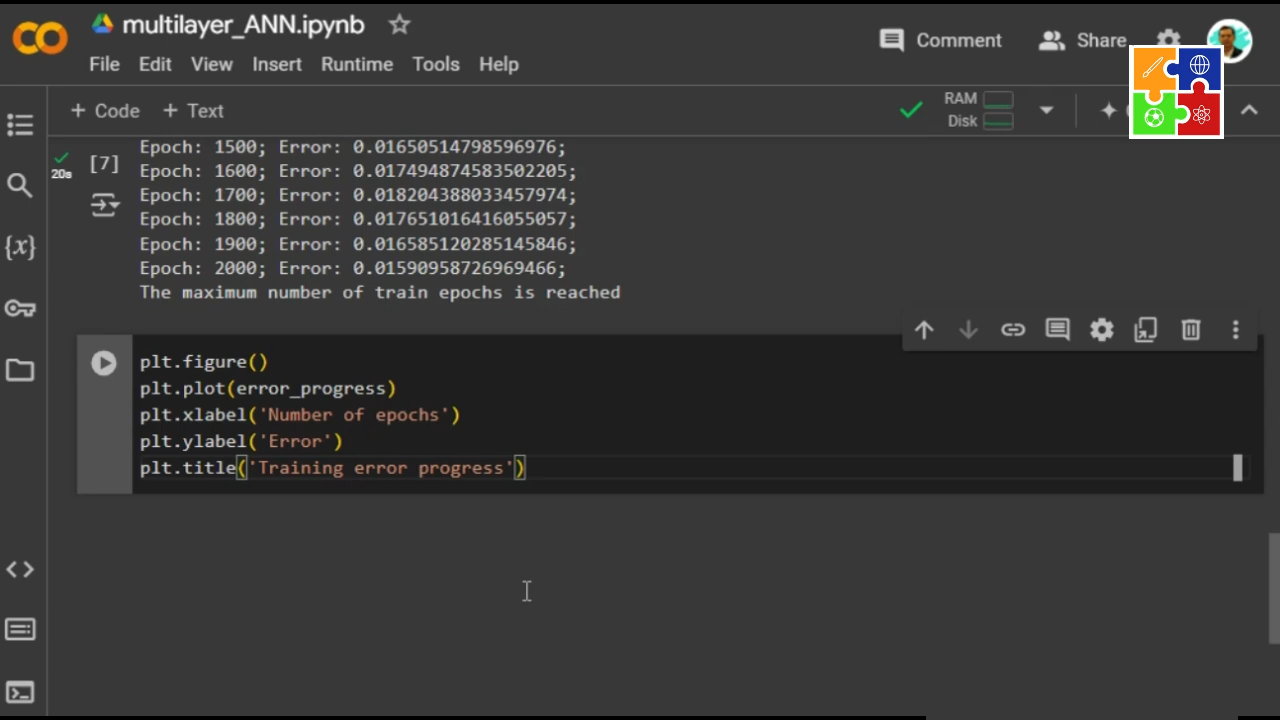 multilayer_ANN.ipynb
Comment
Share
File Edit View Insert Runtime Tools Help
+ Code + Text
RAM
Disk
[7]
20s
Epoch: 1500; Error: 0.01650514798596976;
Epoch: 1600; Error: 0.017494874583502205;
Epoch: 1700; Error: 0.018204388033457974;
Epoch: 1800; Error: 0.017651016416055057;
Epoch: 1900; Error: 0.016585120285145846;
Epoch: 2000; Error: 0.01590958726969466;
The maximum number of train epochs is reached
plt.figure()
plt.plot(error_progress)
plt.xlabel('Number of epochs')
plt.ylabel('Error')
plt.title('Training error progress')